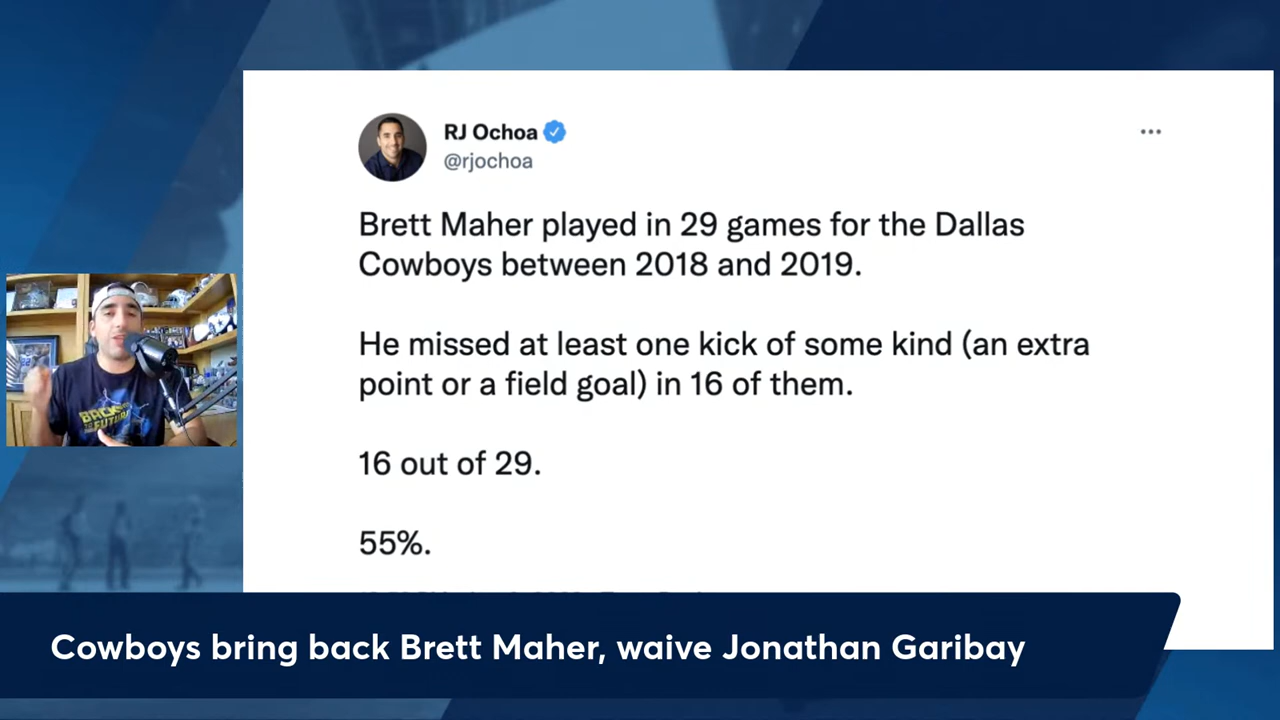 RJ Ochoa
@rjochoa
Brett Maher played in 29 games for the Dallas
Cowboys between 2018 and 2019.
He missed at least one kick of some kind (an extra
point or a field goal) in 16 of them.
16 out of 29.
55%.
BACK
FUTURE
Cowboys bring back Brett Maher, waive Jonathan Garibay